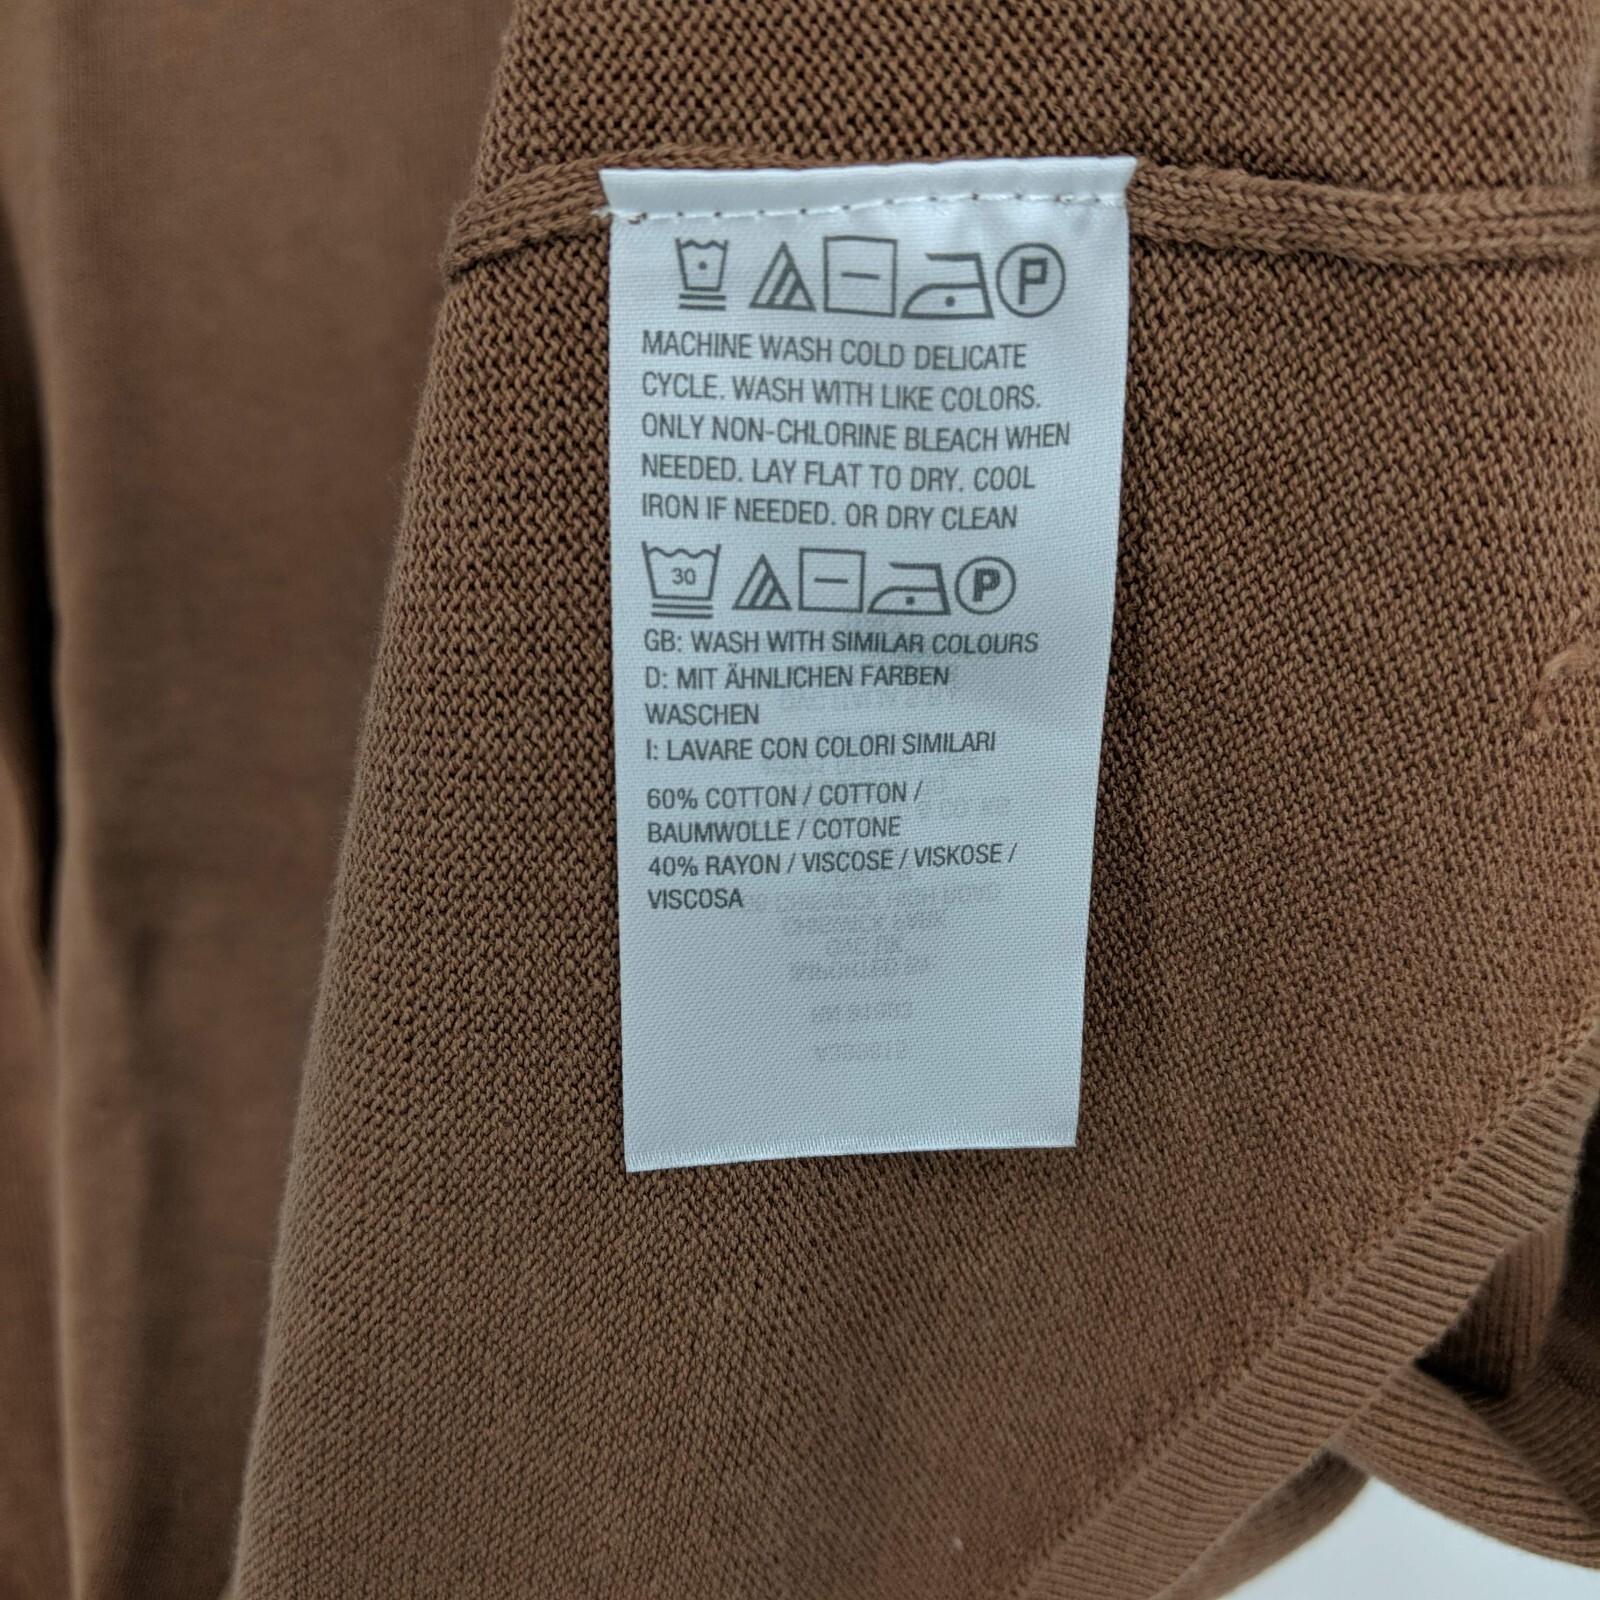 MACHINE WASH COLD DELICATE
CYCLE. WASH WITH LIKE COLORS.
ONLY NON-CHLORINE BLEACH WHEN
NEEDED. LAY FLAT TO DRY. COOL
IRON IF NEEDED. OR DRY CLEAN
P
30
P
GB: WASH WITH SIMILAR COLOURS
D: MIT ÄHNLICHEN FARBEN
WASCHEN
I: LAVARE CON COLORI SIMILARI
60% COTTON / COTTON /
BAUMWOLLE / COTONE
40% RAYON / VISCOSE / VISKOSE /
VISCOSA